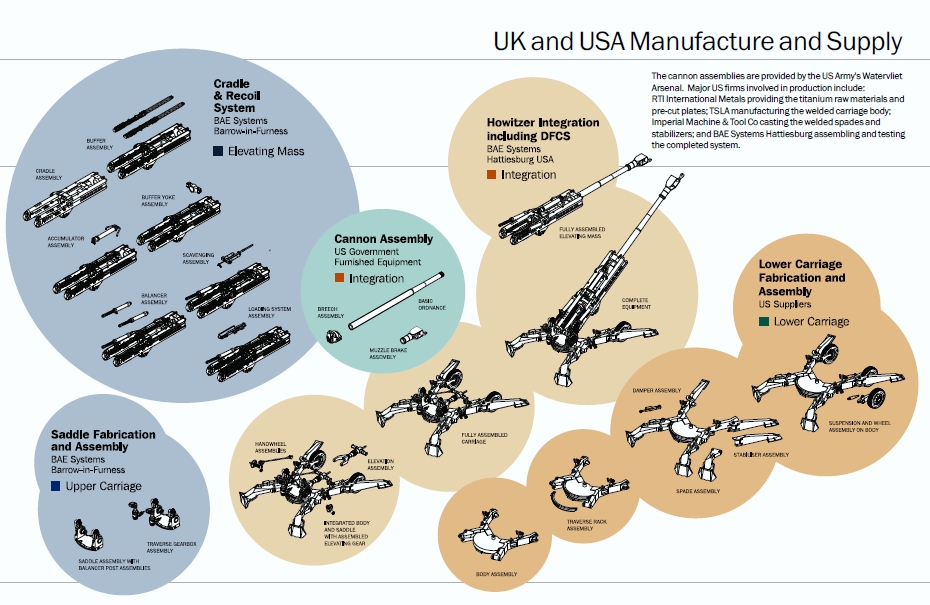 UK and USA Manufacture and Supply
The cannon assemblies are provided by the US Army's Watervliet
Arsenal. Major US firms involved in production include:
RTI International Metals providing the titanium raw materials and
pre-cut plates; TSLA manufacturing the welded carriage body;
Imperial Machine & Tool Co casting the welded spades and
stabilizers; and BAE Systems Hattiesburg assembling and testing
the completed system.
Cradle
& Recoil
System
BAE Systems
Barrow-in-Furness
Elevating Mass
BUFFER
ASSEMBLY
CRADLE
ASSEMBLY
BUFFER YOKE
ASSEMBLY
ACCUMULATOR
ASSEMBLY
SCAVENGING
ASSEMBLY
BALANCER
ASSEMBLY
LOADING SYSTEM
ASSEMBLY
Howitzer Integration
including DFCS
BAE Systems
Hattiesburg USA
Integration
FULLY ASSEMBLED
ELEVATING MASS
COMPLETE
EQUIPMENT
Cannon Assembly
US Government
Furnished Equipment
Integration
BREECH
ASSEMBLY
BASIC
ORDNANCE
MUZZLE BRAKE
ASSEMBLY
Lower Carriage
Fabrication and
Assembly
US Suppliers
Lower Carriage
SUSPENSION AND WHEEL
ASSEMBLY ON BODY
DAMPER ASSEMBLY
STABILISER ASSEMBLY
SPADE ASSEMBLY
FULLY ASSEMBLED
CARRIAGE
Saddle Fabrication
and Assembly
BAE Systems
Barrow-in-Furness
Upper Carriage
TRAVERSE GEARBOX
ASSEMBLY
SADDLE ASSEMBLY WITH
BALANCER POST ASSEMBLIES
HANDWHEEL
ASSEMBLIES
ELEVATION
ASSEMBLY
INTEGRATED BODY
AND SADDLE
WITH ASSEMBLED
ELEVATING GEAR
TRAVERSE RACK
ASSEMBLY
BODY ASSEMBLY